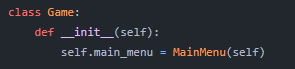 class Game:
    def __init__(self):
        self.main_menu = MainMenu(self)